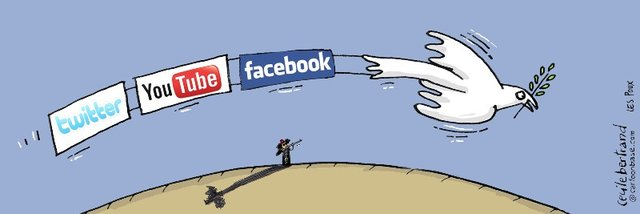 twitter
YouTube
facebook
cecilebertrand
@cartoonbase.com
LES POUX